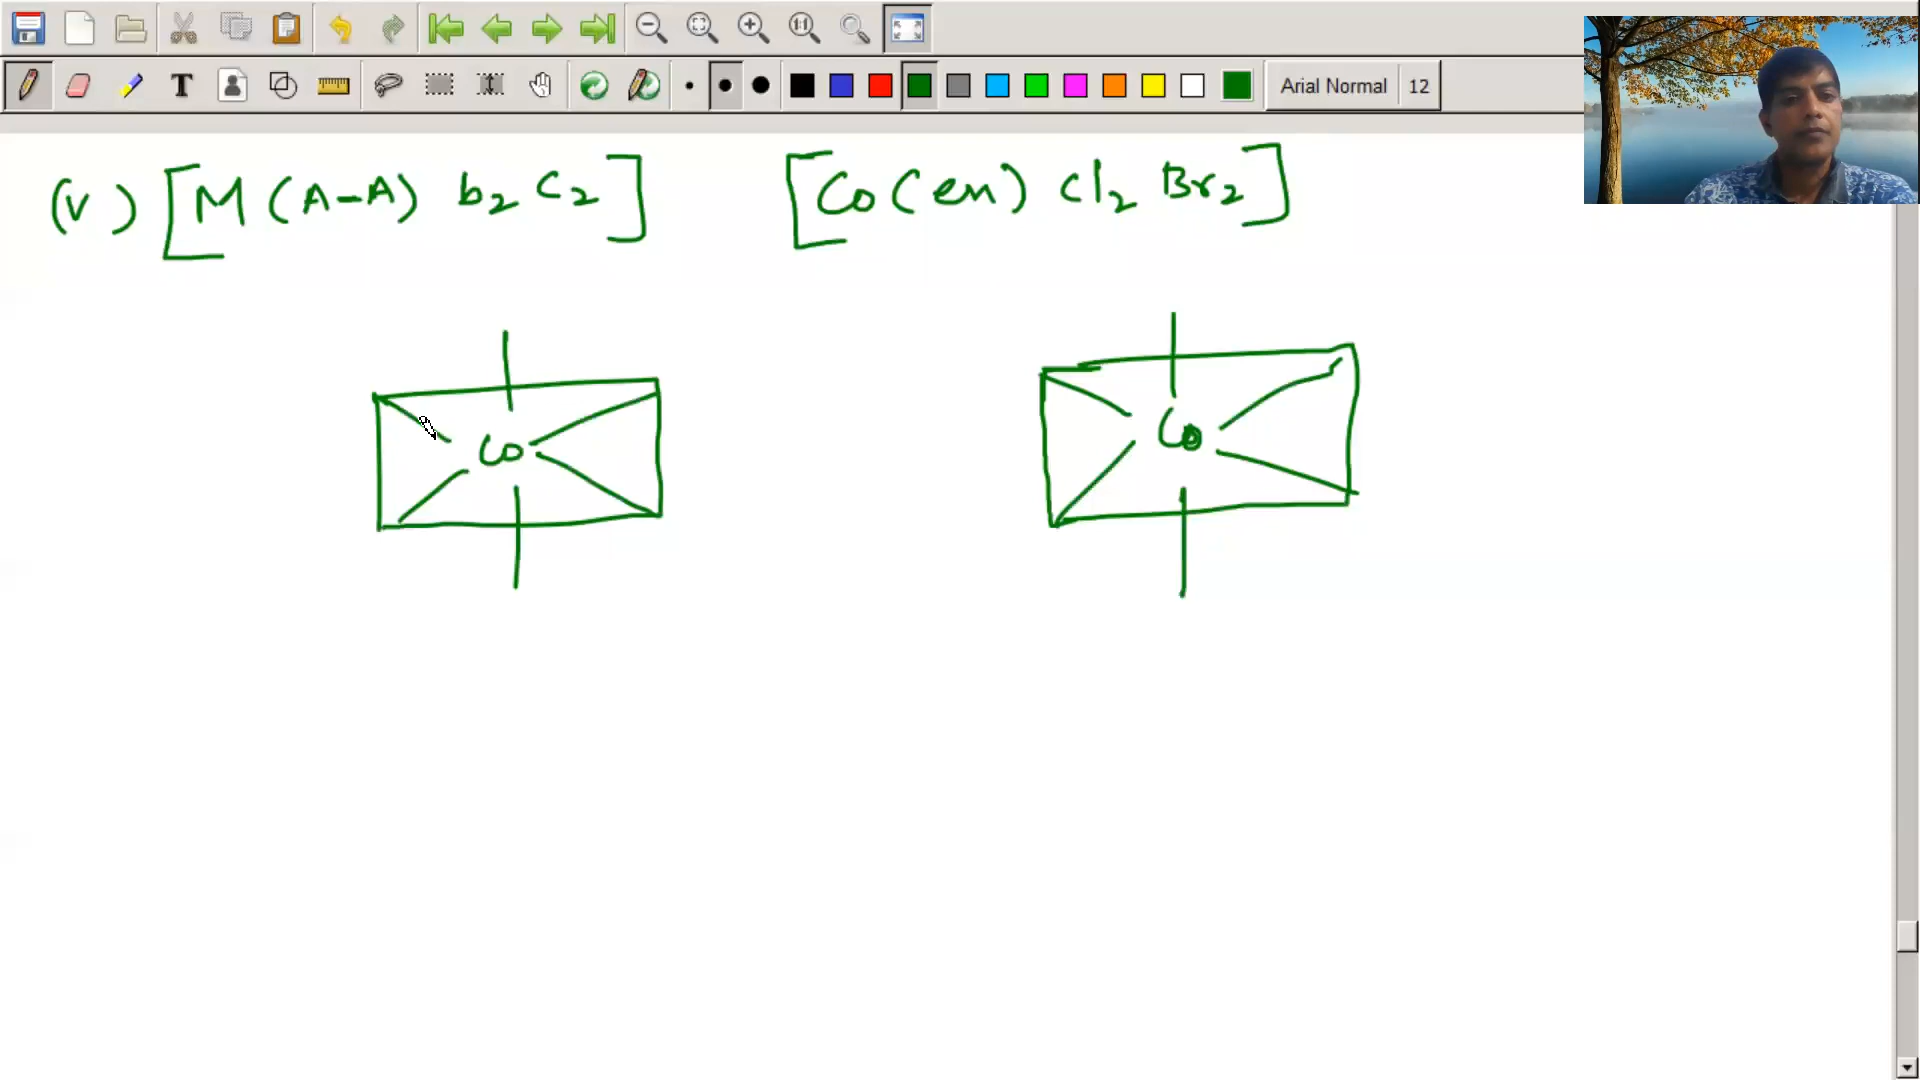 Arial Normal 12
(V) [M(A-A) b₂ C₂] [Co(en) Cl₂ Br₂]
Co Co